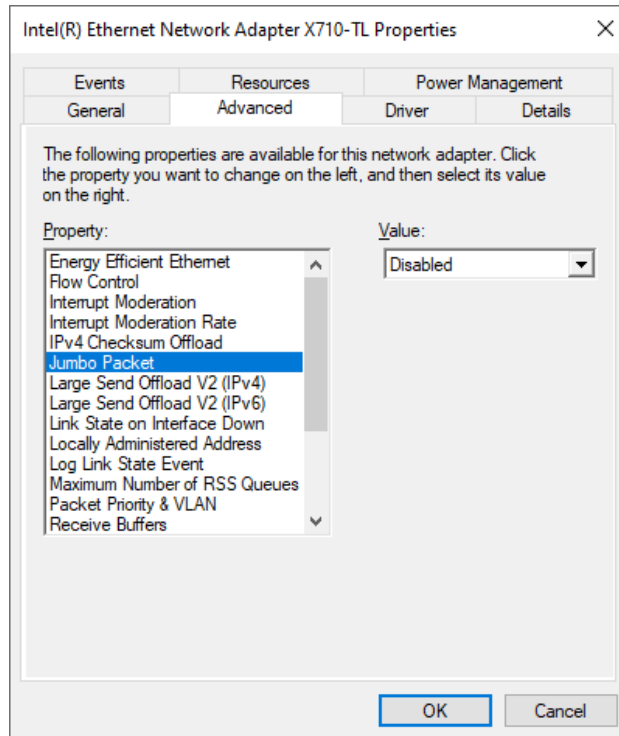 Intel(R) Ethernet Network Adapter X710-TL Properties
Events Resources Power Management
General Advanced Driver Details
The following properties are available for this network adapter. Click
the property you want to change on the left, and then select its value
on the right.
Property:
Value:
Energy Efficient Ethernet
Flow Control
Interrupt Moderation
Interrupt Moderation Rate
IPv4 Checksum Offload
Jumbo Packet
Large Send Offload V2 (IPv4)
Large Send Offload V2 (IPv6)
Link State on Interface Down
Locally Administered Address
Log Link State Event
Maximum Number of RSS Queues
Packet Priority & VLAN
Receive Buffers
Disabled
OK Cancel